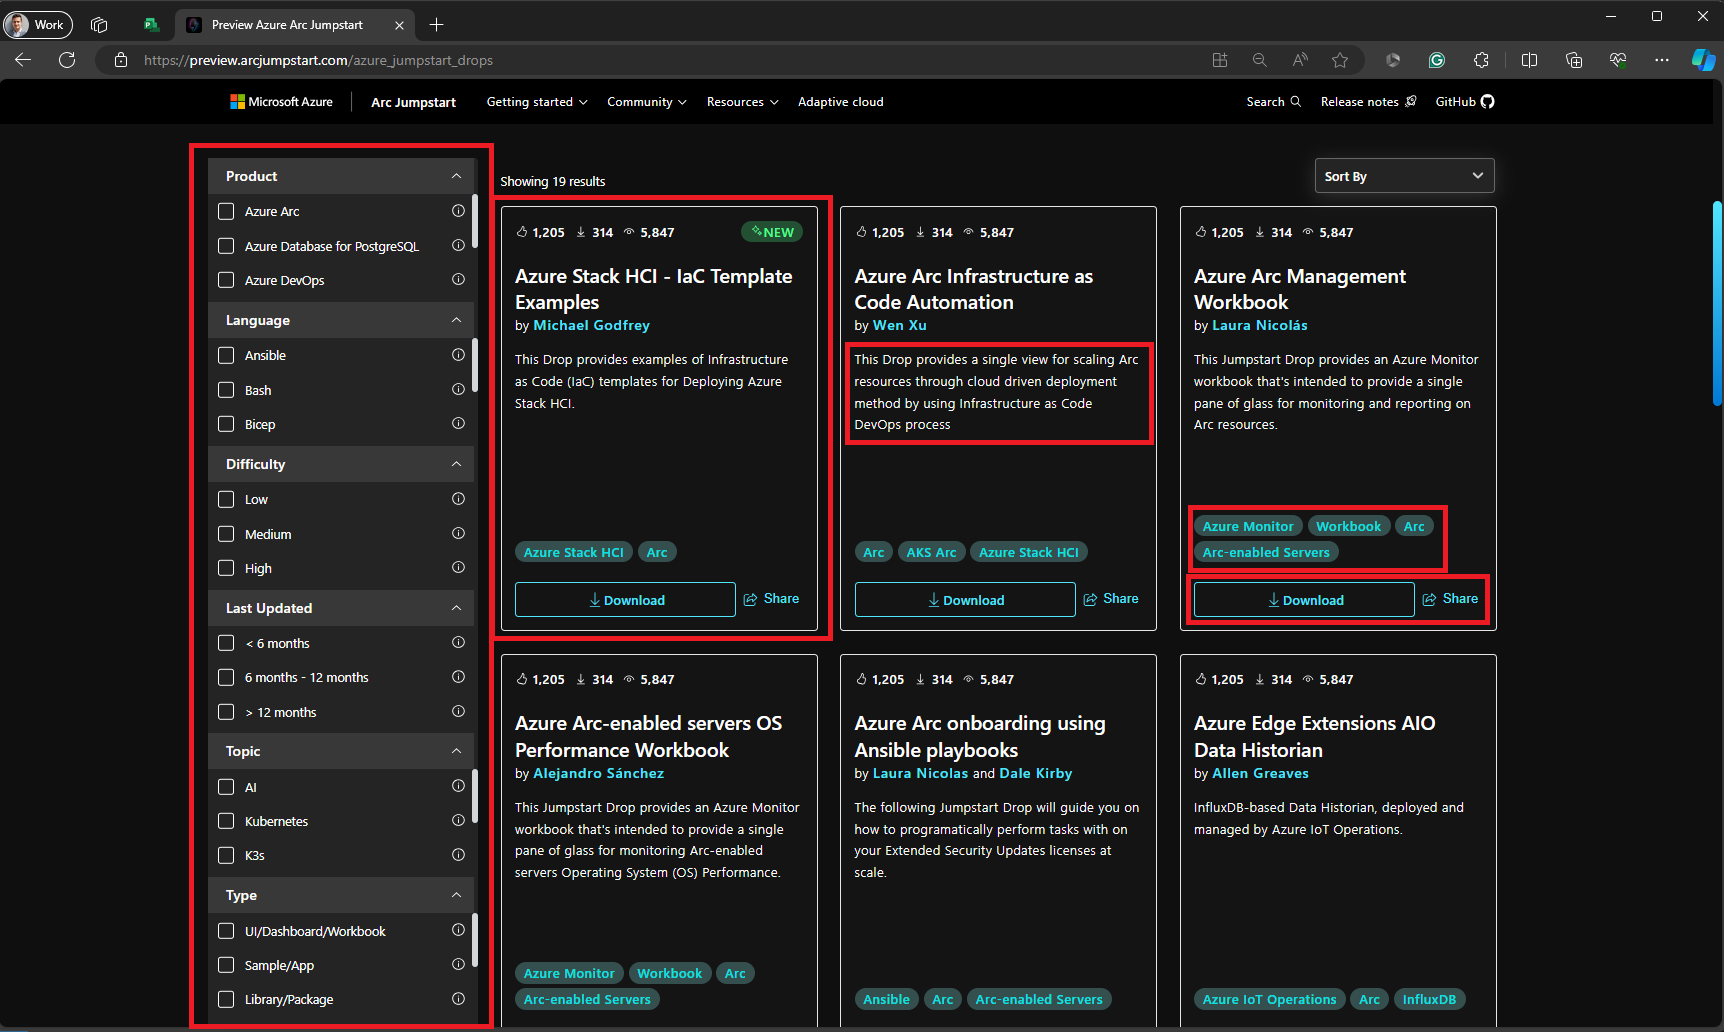 Work
Preview Azure Arc Jumpstart
https://preview.arcjumpstart.com/azure_jumpstart_drops
Microsoft Azure
Arc Jumpstart
Getting started
Community
Resources
Adaptive cloud
Search
Release notes
GitHub
Product
Azure Arc
Azure Database for PostgreSQL
Azure DevOps
Language
Ansible
Bash
Bicep
Difficulty
Low
Medium
High
Last Updated
< 6 months
6 months - 12 months
> 12 months
Topic
AI
Kubernetes
K3s
Type
UI/Dashboard/Workbook
Sample/App
Library/Package
Showing 19 results
Sort By
1,205 314 5,847
NEW
Azure Stack HCI - IaC Template
Examples
by Michael Godfrey
This Drop provides examples of Infrastructure
as Code (IaC) templates for Deploying Azure
Stack HCI.
Azure Stack HCI Arc
Download
Share
1,205 314 5,847
Azure Arc Infrastructure as
Code Automation
by Wen Xu
This Drop provides a single view for scaling Arc
resources through cloud driven deployment
method by using Infrastructure as Code
DevOps process
Arc AKS Arc Azure Stack HCI
Download
Share
1,205 314 5,847
Azure Arc Management
Workbook
by Laura Nicolás
This Jumpstart Drop provides an Azure Monitor
workbook that's intended to provide a single
pane of glass for monitoring and reporting on
Arc resources.
Azure Monitor Workbook Arc
Arc-enabled Servers
Download
Share
1,205 314 5,847
Azure Arc-enabled servers OS
Performance Workbook
by Alejandro Sánchez
This Jumpstart Drop provides an Azure Monitor
workbook that's intended to provide a single
pane of glass for monitoring Arc-enabled
servers Operating System (OS) Performance.
Azure Monitor Workbook Arc
Arc-enabled Servers
1,205 314 5,847
Azure Arc onboarding using
Ansible playbooks
by Laura Nicolas and Dale Kirby
The following Jumpstart Drop will guide you on
how to programatically perform tasks with on
your Extended Security Updates licenses at
scale.
Ansible Arc Arc-enabled Servers
1,205 314 5,847
Azure Edge Extensions AIO
Data Historian
by Allen Greaves
InfluxDB-based Data Historian, deployed and
managed by Azure IoT Operations.
Azure IoT Operations Arc InfluxDB